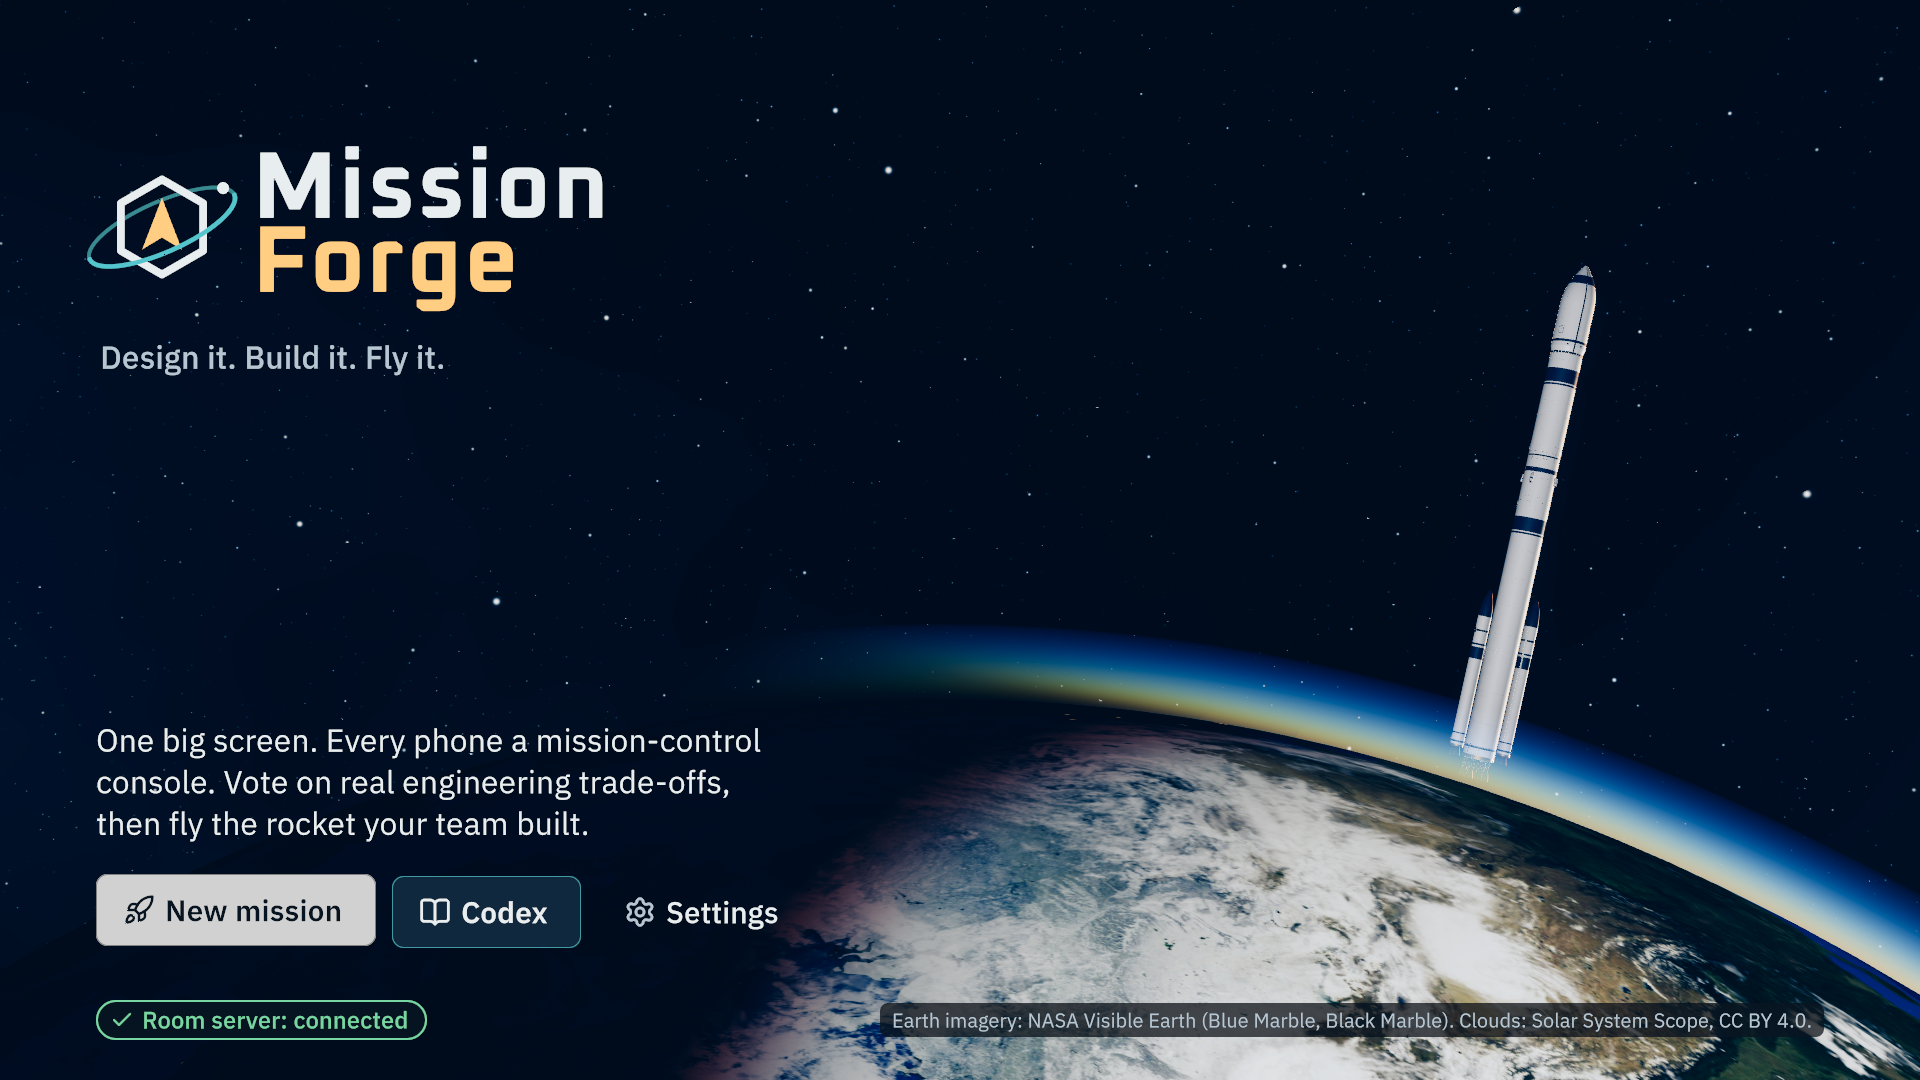 Mission
Forge
Design it. Build it. Fly it.
One big screen. Every phone a mission-control
console. Vote on real engineering trade-offs,
then fly the rocket your team built.
New mission
Codex
Settings
Room server: connected
Earth imagery: NASA Visible Earth (Blue Marble, Black Marble). Clouds: Solar System Scope, CC BY 4.0.